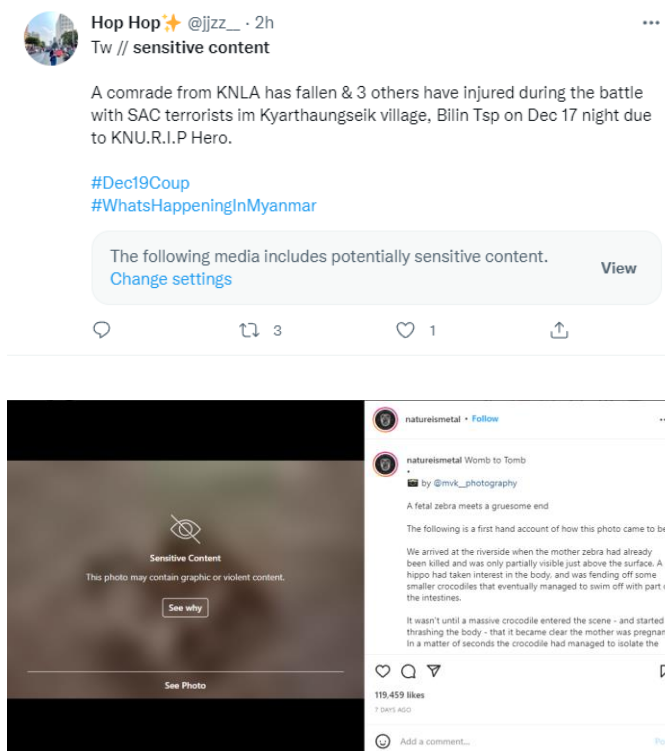 Hop Hop✨ @jjzz__ · 2h
Tw // sensitive content
A comrade from KNLA has fallen & 3 others have injured during the battle
with SAC terrorists im Kyarthaungseik village, Bilin Tsp on Dec 17 night due
to KNU.R.I.P Hero.
#Dec19Coup
#WhatsHappeningInMyanmar
The following media includes potentially sensitive content.
Change settings
View
3
1
Sensitive Content
This photo may contain graphic or violent content.
See why
See Photo
natureismetal • Follow
natureismetal Womb to Tomb
•
📷 by @mvk_photography
A fetal zebra meets a gruesome end
The following is a first hand account of how this photo came to be
We arrived at the riverside when the mother zebra had already
been killed and was only partially visible just above the surface. A
hippo had taken interest in the body, and was fending off some
smaller crocodiles that eventually managed to swim off with part
the intestines.
It wasn't until a massive crocodile entered the scene - and started
thrashing the body - that it became clear the mother was pregnan
In a matter of seconds the crocodile had managed to isolate the
119,459 likes
7 DAYS AGO
Add a comment...
Po